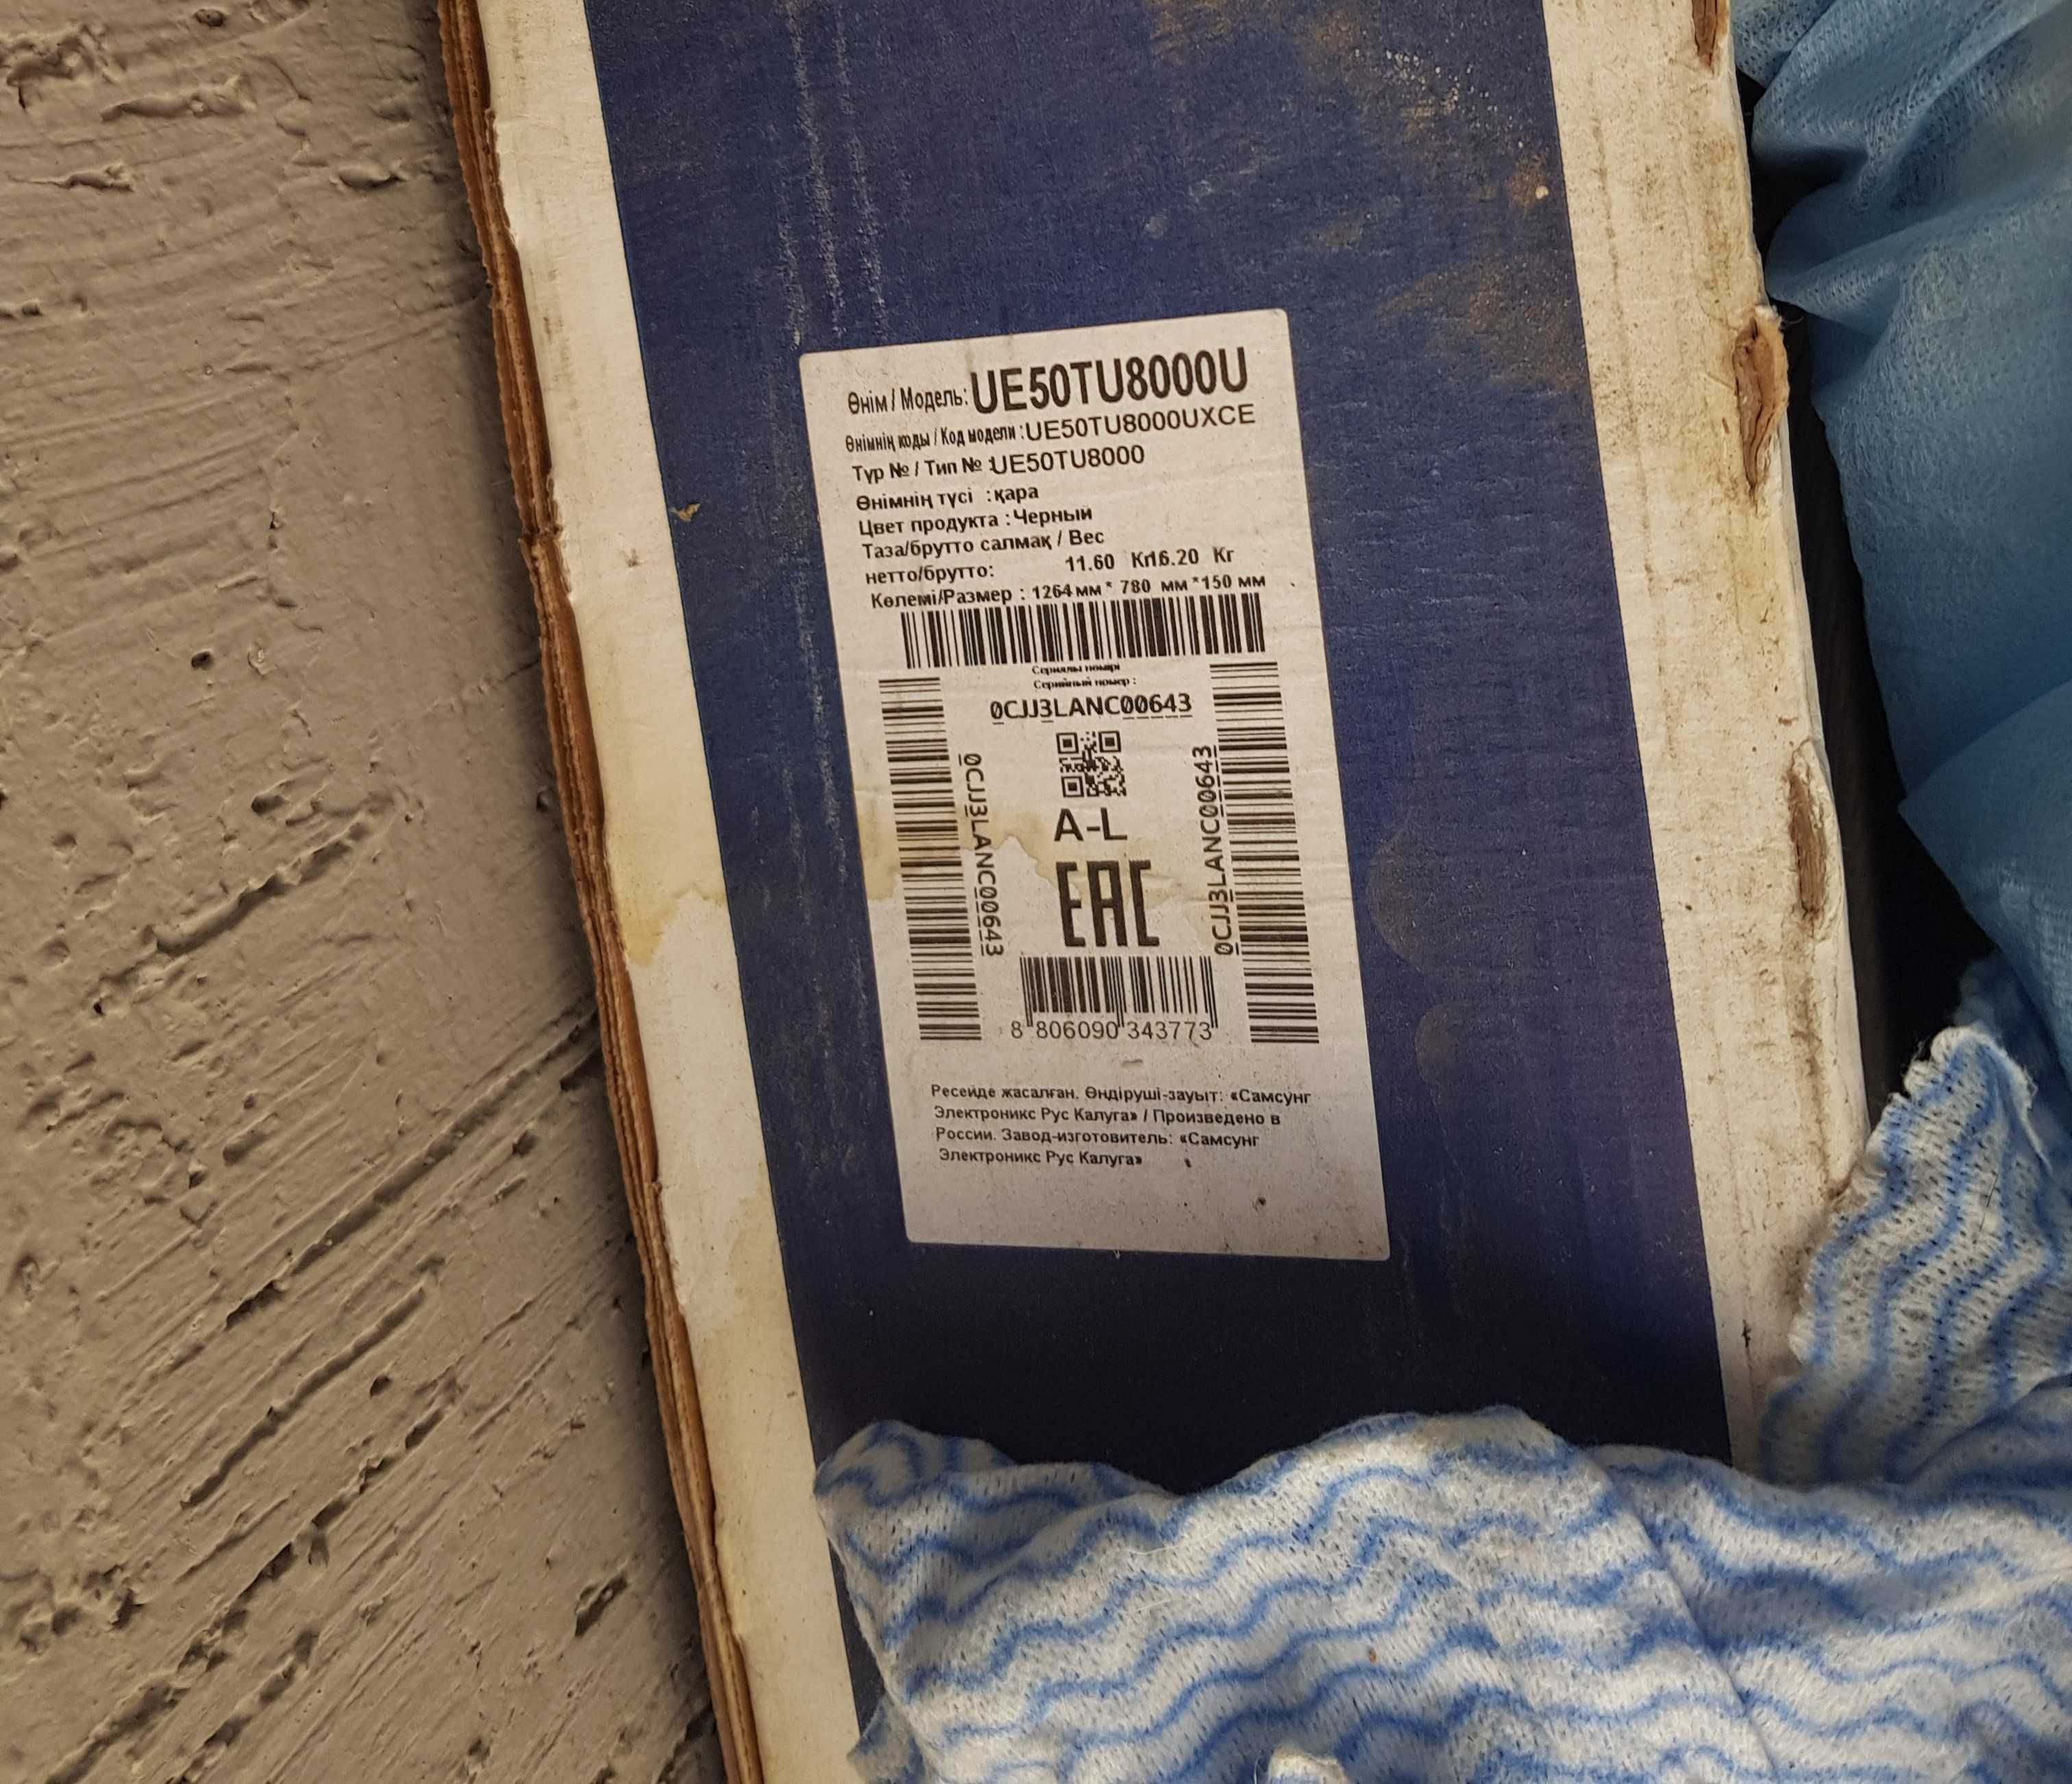 Өнім / Модель: UE50TU8000U
Өнімнің коды / Код модели : UE50TU8000UXCE
Түр № / Тип № : UE50TU8000
Өнімнің түсі : қара
Цвет продукта : Черный
Таза/брутто салмақ / Вес
нетто/брутто: 11.60 Кг 16.20 Кг
Көлемі/Размер : 1264 мм * 780 мм * 150 мм
Сериялы нөмірі
Серийный номер :
0CJJ3LANC00643
0CJJ3LANC00643
0CJJ3LANC00643
A-L
EAC
8 806090 343773
Ресейде жасалған. Өндіруші-зауыт: «Самсунг
Электроникс Рус Калуга» / Произведено в
России. Завод-изготовитель: «Самсунг
Электроникс Рус Калуга»